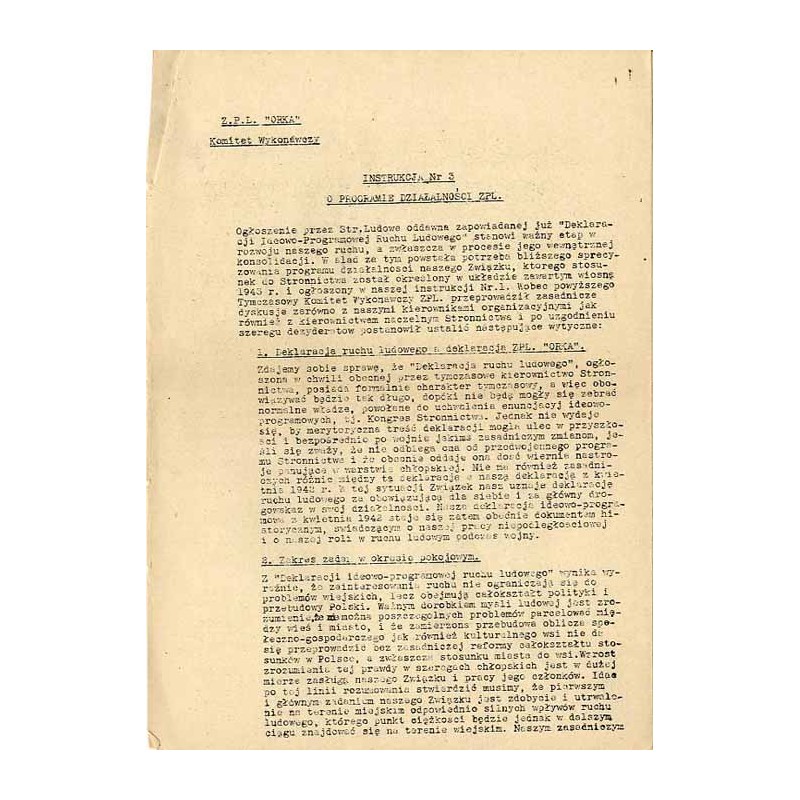 Z.P.L. "ORKA"
Komitet Wykonawczy
INSTRUKCJA Nr 3
O PROGRAMIE DZIAŁALNOŚCI ZPL.
Ogłoszenie przez Str.Ludowe oddawna zapowiadanej już "Deklara-
cji Ideowo-Programowej Ruchu Ludowego" stanowi ważny etap w
rozwoju naszego ruchu, a zwłaszcza w procesie jego wewnętrznej
konsolidacji. W ślad za tym powstała potrzeba bliższego sprecy-
zowania programu działalności naszego Związku, którego stosu-
nek do Stronnictwa został określony w układzie zawartym wiosną
1943 r. i ogłoszony w naszej instrukcji Nr.1. Wobec powyższego
Tymczasowy Komitet Wykonawczy ZPL. przeprowadził zasadnicze
dyskusje zarówno z naszymi kierownikami organizacyjnymi jak
również z kierownictwem naczelnym Stronnictwa i po uzgodnieniu
szeregu dezyderatów postanowił ustalić następujące wytyczne:
1. Deklaracja ruchu ludowego a deklaracja ZPL. "ORKA".
Zdajemy sobie sprawę, że "Deklaracja ruchu ludowego", ogło-
szona w chwili obecnej przez tymczasowe kierownictwo Stron-
nictwa, posiada formalnie charakter tymczasowy, a więc obo-
wiązywać będzie tak długo, dopóki nie będą mogły się zebrać
normalne władze, powołane do uchwalenia enuncjacyj ideowo-
programowych, tj. Kongres Stronnictwa. Jednak nie wydaje
się, by merytoryczna treść deklaracji mogła ulec w przyszło-
ści i bezpośrednio po wojnie jakimś zasadniczym zmianom, je-
śli się zważy, że nie odbiega ona od przedwojennego progra-
mu Stronnictwa i że obecnie oddaje ona dość wiernie nastro-
je panujące w warstwie chłopskiej. Nie ma również zasadni-
czych różnic między tą deklaracją a naszą deklaracją z kwie-
tnia 1942 r. W tej sytuacji Związek nasz uznaje deklarację
ruchu ludowego za obowiązującą dla siebie i za główny dro-
gowskaz w swej działalności. Nasza deklaracja ideowo-progra-
mowa z kwietnia 1942 staje się zatem obecnie dokumentem hi-
storycznym, świadczącym o naszej pracy niepodległościowej
i o naszej roli w ruchu ludowym podczas wojny.
2. Zakres zadań w okresie pokojowym.
Z "Deklaracji ideowo-programowej ruchu ludowego" wynika wy-
raźnie, że zainteresowania ruchu nie ograniczają się do
problemów wiejskich, lecz obejmują całokształt polityki i
przebudowy Polski. Ważnym dorobkiem myśli ludowej jest zro-
zumienie,że nie można poszczególnych problemów parcelować mię-
dzy wieś i miasto, i że zamierzona przebudowa oblicza spo-
łeczno-gospodarczego jak również kulturalnego wsi nie da
się przeprowadzić bez zasadniczej reformy całokształtu sto-
sunków w Polsce, a zwłaszcza stosunku miasta do wsi.Wzrost
zrozumienia tej prawdy w szeregach chłopskich jest w dużej
mierze zasługą naszego Związku i pracy jego członków. Idąc
po tej linii rozumowania stwierdzić musimy, że pierwszym
i głównym zadaniem naszego Związku jest zdobycie i utrwale-
nie na terenie miejskim odpowiednio silnych wpływów ruchu
ludowego, którego punkt ciężkości będzie jednak w dalszym
ciągu znajdować się na terenie wiejskim. Naszym zasadniczym